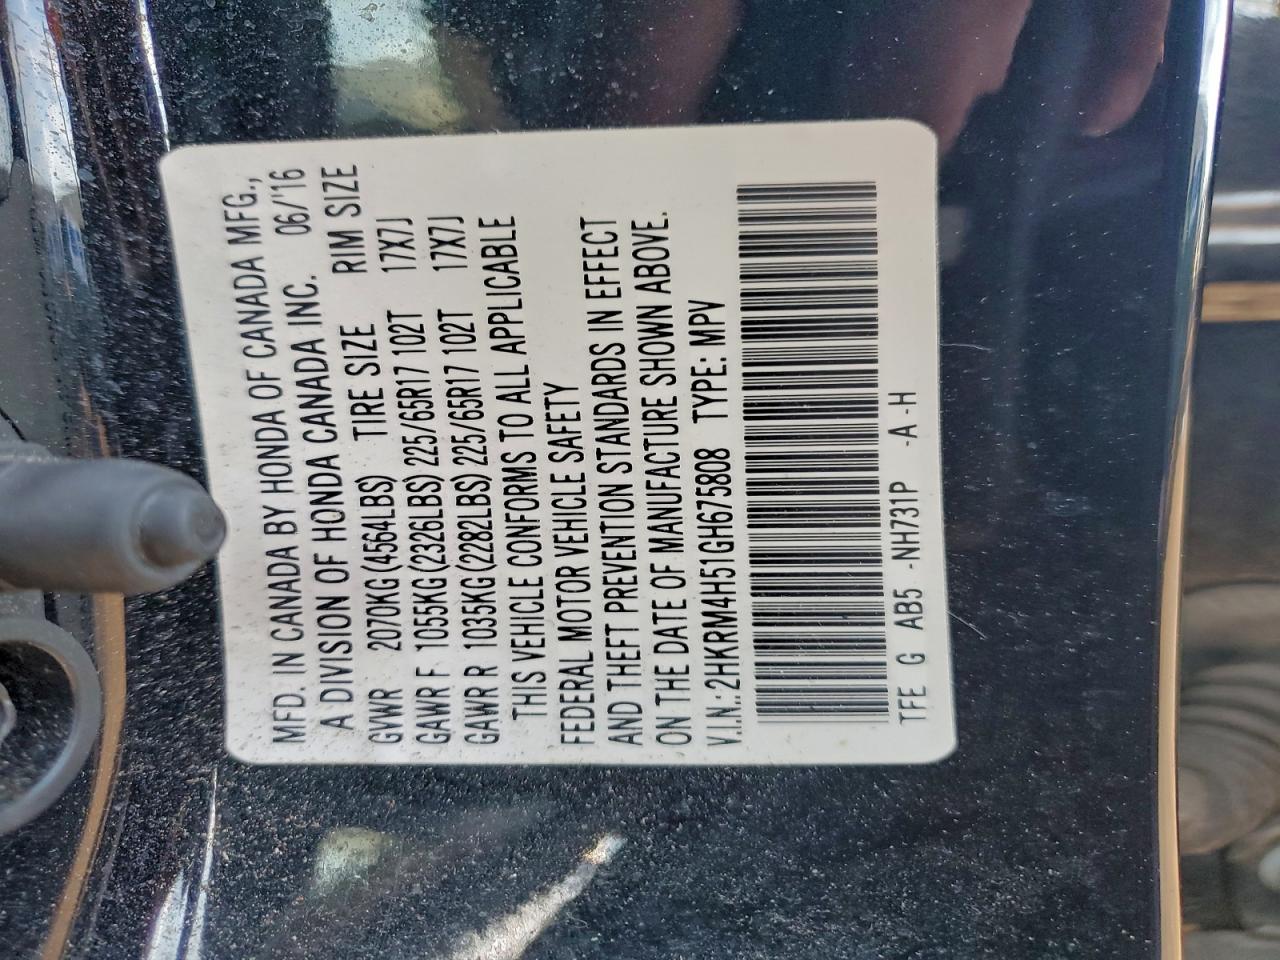 MFD. IN CANADA BY HONDA OF CANADA MFG.,
A DIVISION OF HONDA CANADA INC. 06/'16
GVWR 2070KG(4564LBS) TIRE SIZE RIM SIZE
GAWR F 1055KG(2326LBS) 225/65R17 102T 17X7J
GAWR R 1035KG(2282LBS) 225/65R17 102T 17X7J
THIS VEHICLE CONFORMS TO ALL APPLICABLE
FEDERAL MOTOR VEHICLE SAFETY
AND THEFT PREVENTION STANDARDS IN EFFECT
ON THE DATE OF MANUFACTURE SHOWN ABOVE.
V.I.N.:2HKRM4H51GH675808 TYPE: MPV
TFE G AB5 -NH731P -A-H